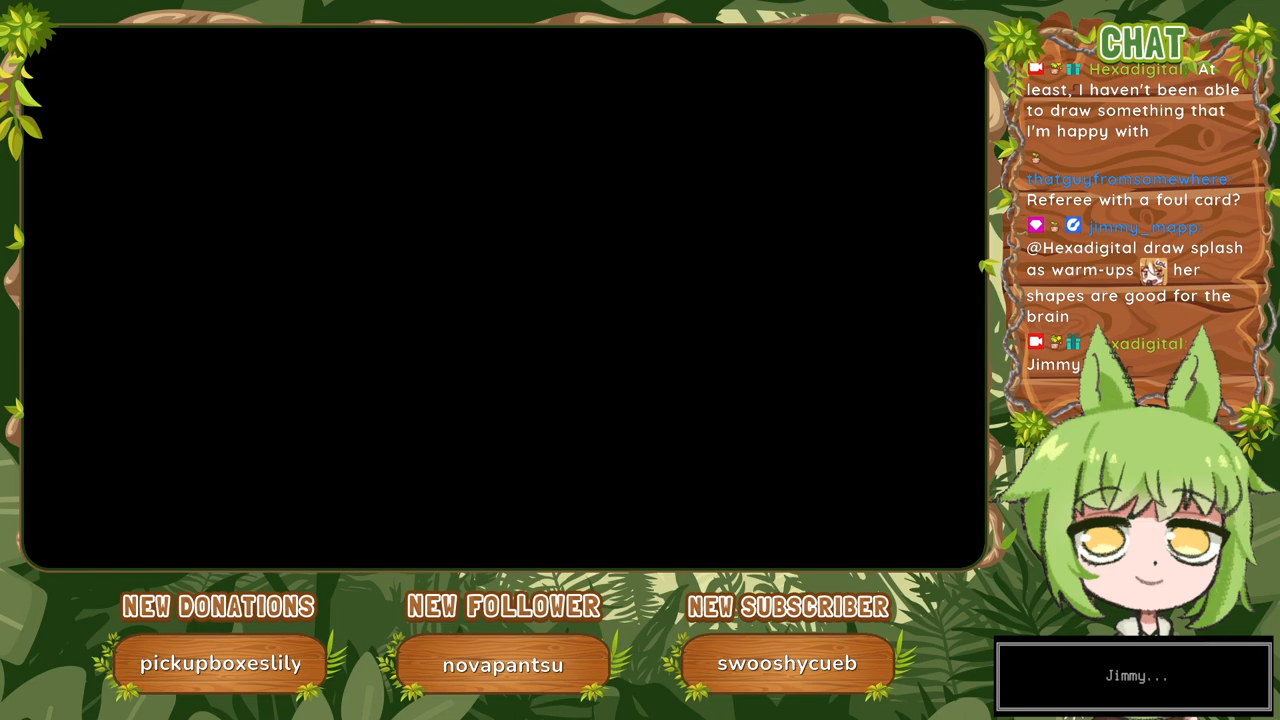 CHAT
Hexadigital: At
least, I haven't been able
to draw something that
I'm happy with
thatguyfromsomewhere:
Referee with a foul card?
jimmy_mapp:
@Hexadigital draw splash
as warm-ups her
shapes are good for the
brain
xadigital:
Jimmy
NEW DONATIONS
pickupboxeslily
NEW FOLLOWER
novapantsu
NEW SUBSCRIBER
swooshycueb
Jimmy...